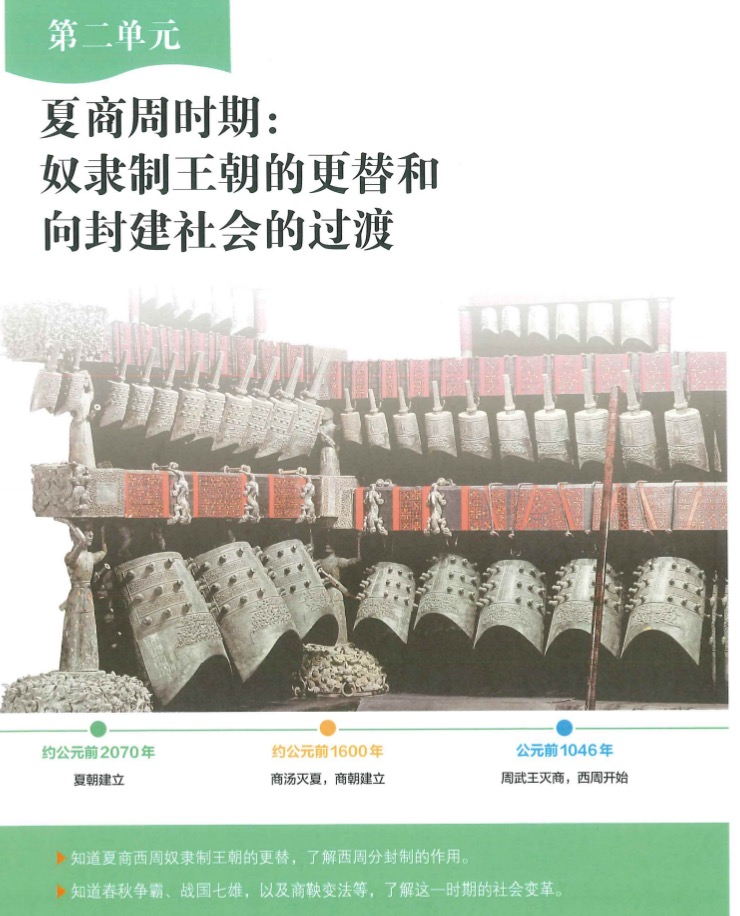 第二单元
夏商周时期：
奴隶制王朝的更替和
向封建社会的过渡
约公元前2070年
夏朝建立
约公元前1600年
商汤灭夏，商朝建立
公元前1046年
周武王灭商，西周开始
知道夏商西周奴隶制王朝的更替，了解西周分封制的作用。
知道春秋争霸、战国七雄，以及商鞅变法等，了解这一时期的社会变革。